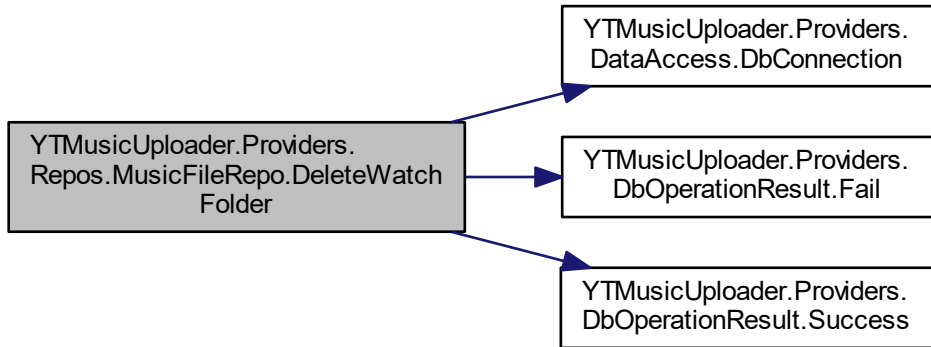 YTMusicUploader.Providers.
Repos.MusicFileRepo.DeleteWatch
Folder
YTMusicUploader.Providers.
DataAccess.DbConnection
YTMusicUploader.Providers.
DbOperationResult.Fail
YTMusicUploader.Providers.
DbOperationResult.Success